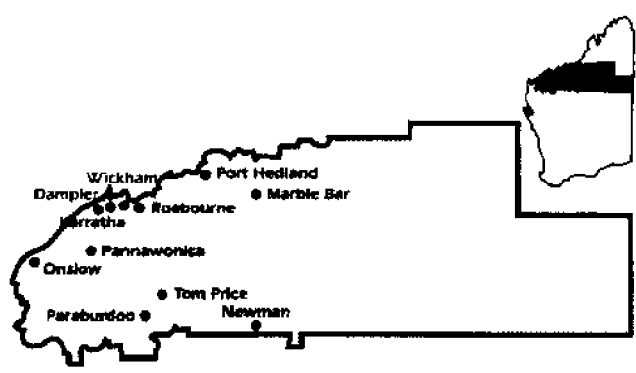 Wickham
Port Hedland
Dampier
Marble Bar
Roebourne
Karratha
Pannawonica
Onslow
Tom Price
Paraburdoo
Newman